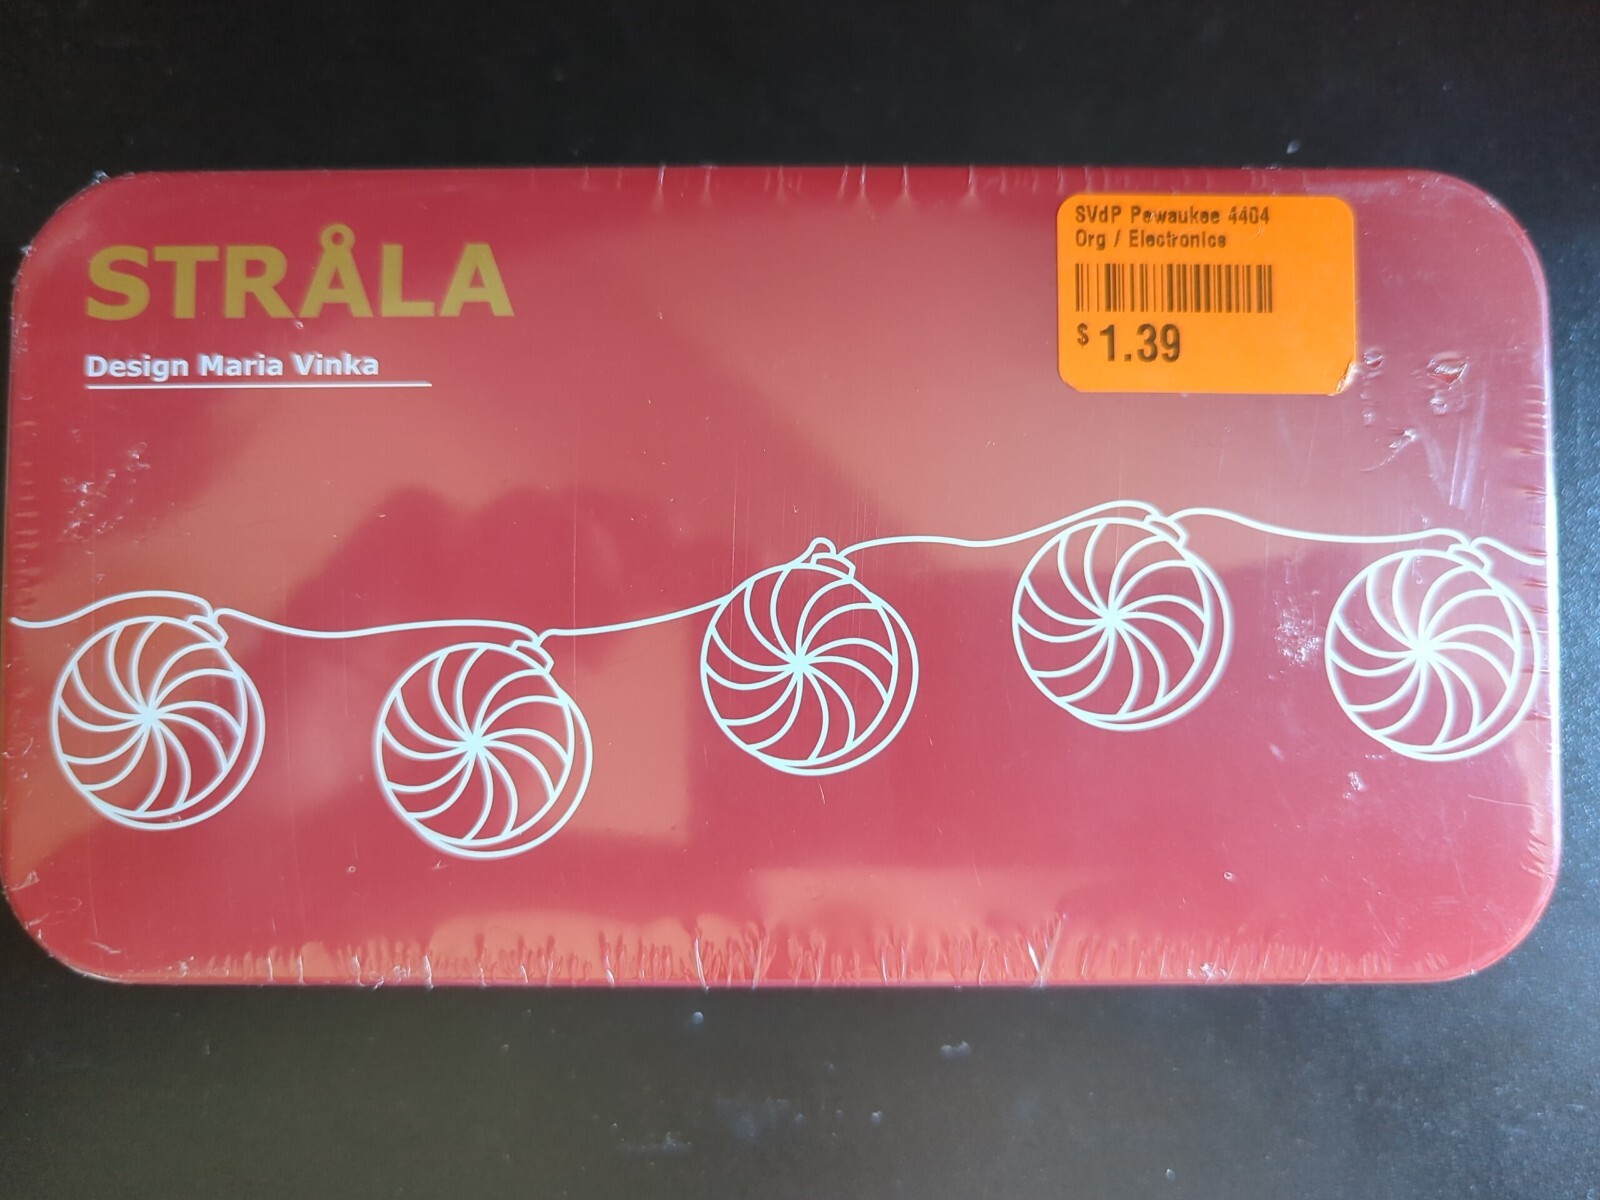 STRÅLA
Design Maria Vinka
SVdP Pewaukee 4404
Org / Electronics
$ 1.39